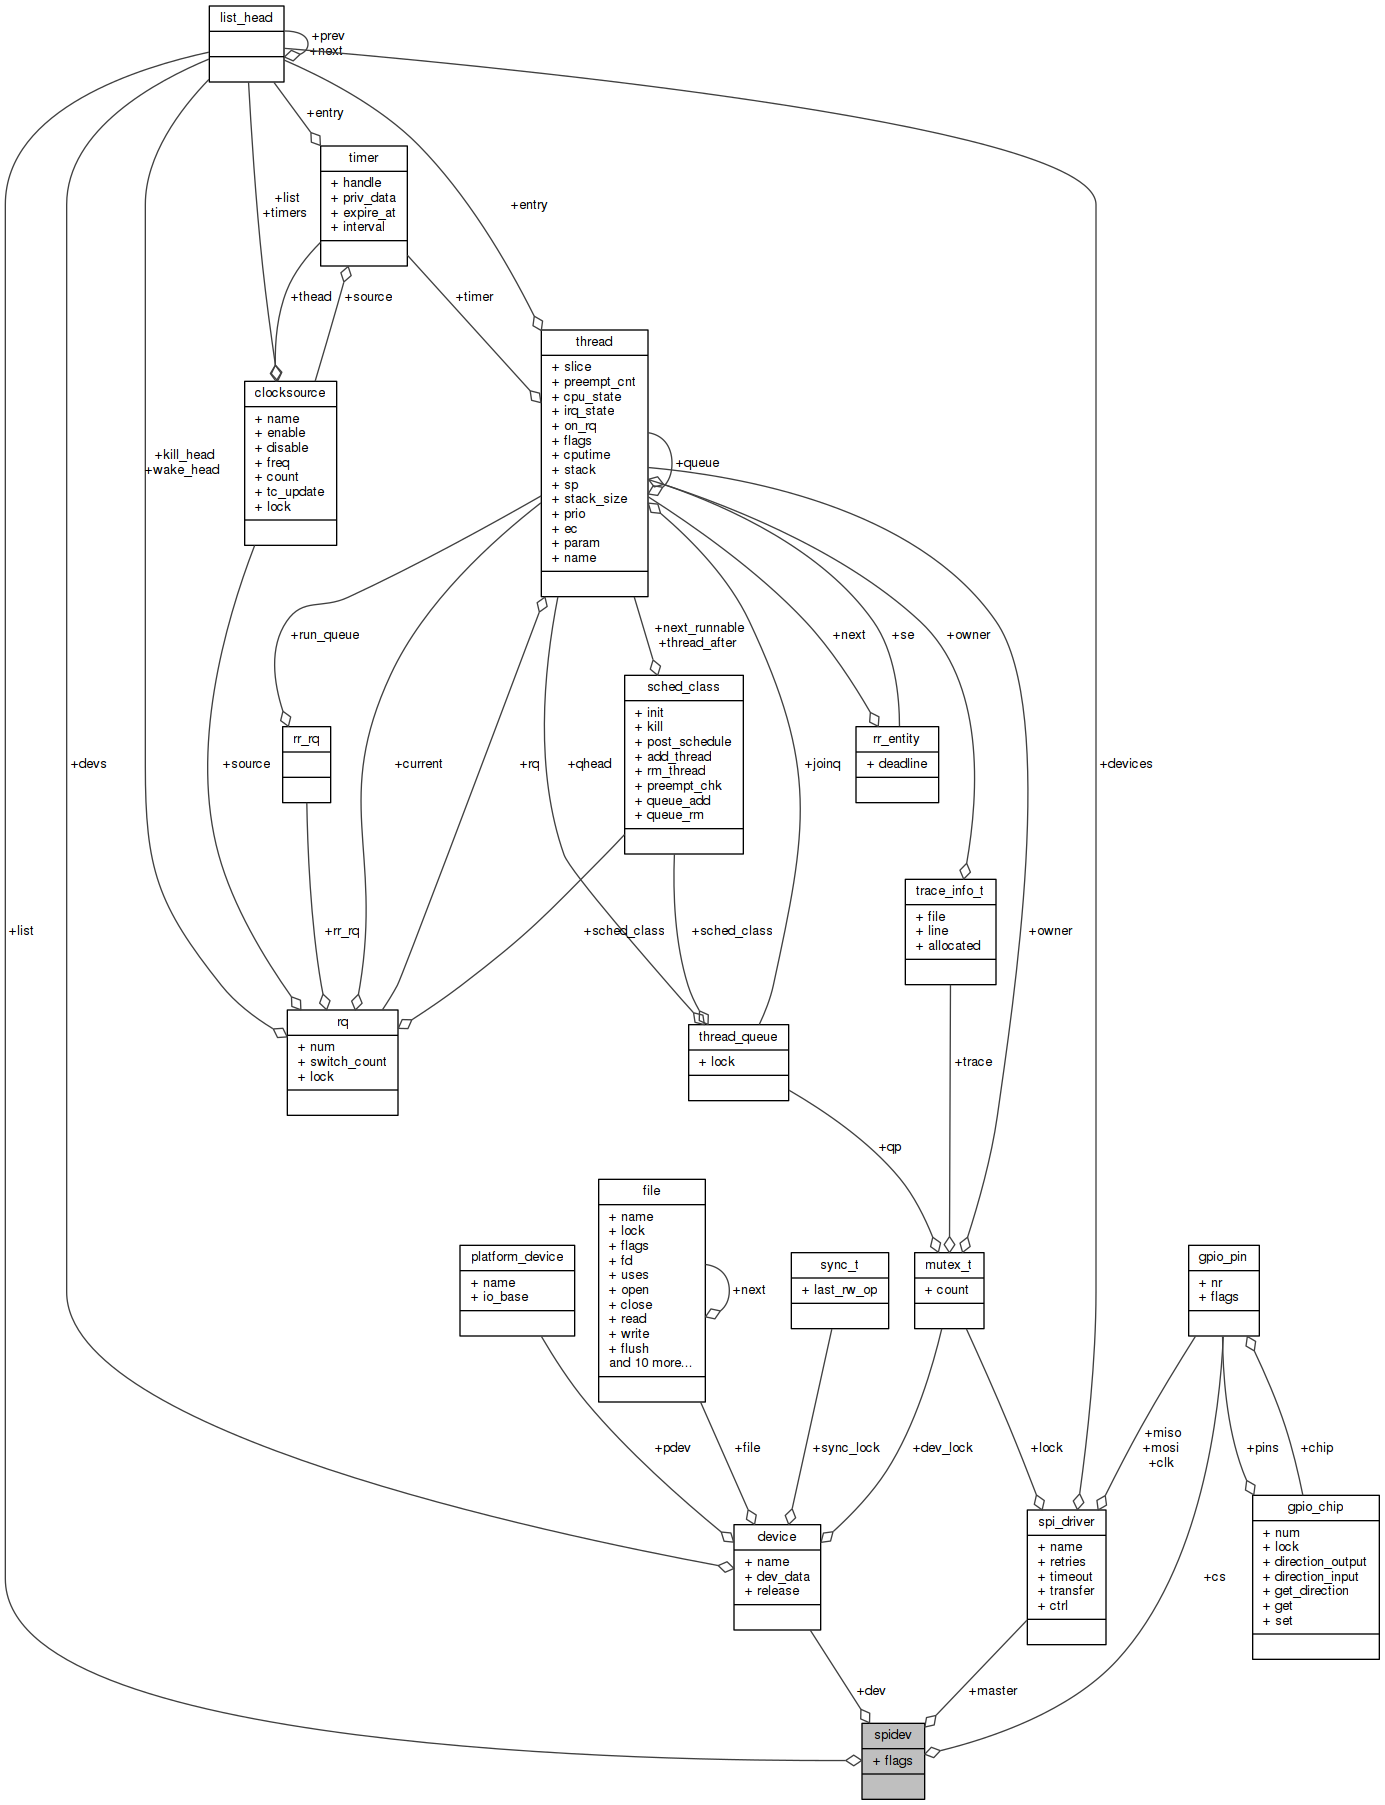 list_head
+prev
+next
+entry
timer
+ handle
+ priv_data
+ expire_at
+ interval
+list
+timers
+entry
+thead
+source
+timer
thread
+ slice
+ preempt_cnt
+ cpu_state
+ irq_state
+ on_rq
+ flags
+ cputime
+ stack
+ sp
+ stack_size
+ prio
+ ec
+ param
+ name
clocksource
+ name
+ enable
+ disable
+ freq
+ count
+ tc_update
+ lock
+kill_head
+wake_head
+queue
+run_queue
+next_runnable
+thread_after
+next
+se
+owner
sched_class
+ init
+ kill
+ post_schedule
+ add_thread
+ rm_thread
+ preempt_chk
+ queue_add
+ queue_rm
rr_rq
rr_entity
+ deadline
+devs
+source
+current
+rq
+qhead
+joinq
+devices
trace_info_t
+ file
+ line
+ allocated
+list
+rr_rq
+sched_class
+sched_class
+owner
rq
+ num
+ switch_count
+ lock
thread_queue
+ lock
+trace
+qp
file
+ name
+ lock
+ flags
+ fd
+ uses
+ open
+ close
+ read
+ write
+ flush
and 10 more...
+next
platform_device
+ name
+ io_base
sync_t
+ last_rw_op
mutex_t
+ count
gpio_pin
+ nr
+ flags
+pdev
+file
+sync_lock
+dev_lock
+lock
+miso
+mosi
+clk
+pins
+chip
device
+ name
+ dev_data
+ release
spi_driver
+ name
+ retries
+ timeout
+ transfer
+ ctrl
gpio_chip
+ num
+ lock
+ direction_output
+ direction_input
+ get_direction
+ get
+ set
+cs
+dev
+master
spidev
+ flags